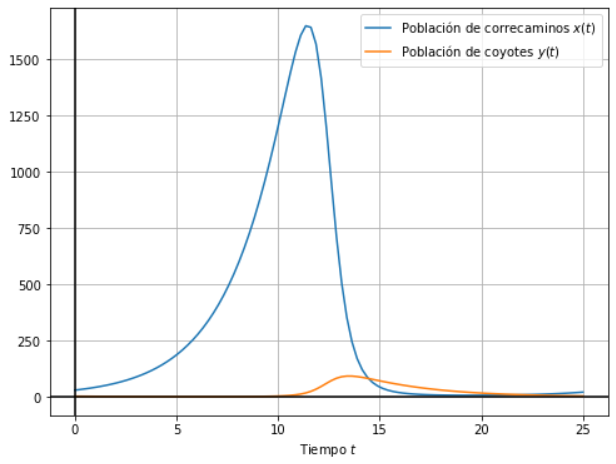 Población de correcaminos x(t)
Población de coyotes y(t)
1500
1250
1000
750
500
250
0
0 5 10 15 20 25
Tiempo t